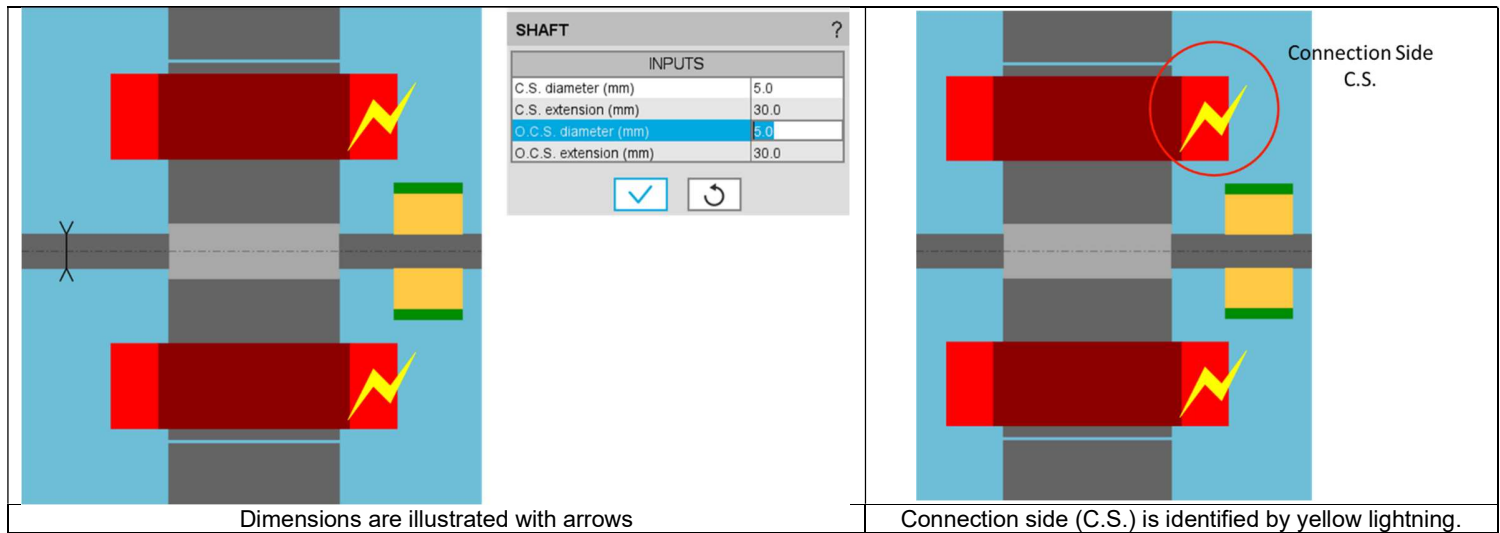 SHAFT ?
INPUTS
C.S. diameter (mm) 5.0
C.S. extension (mm) 30.0
O.C.S. diameter (mm) 5.0
O.C.S. extension (mm) 30.0
Connection Side
C.S.
Dimensions are illustrated with arrows
Connection side (C.S.) is identified by yellow lightning.